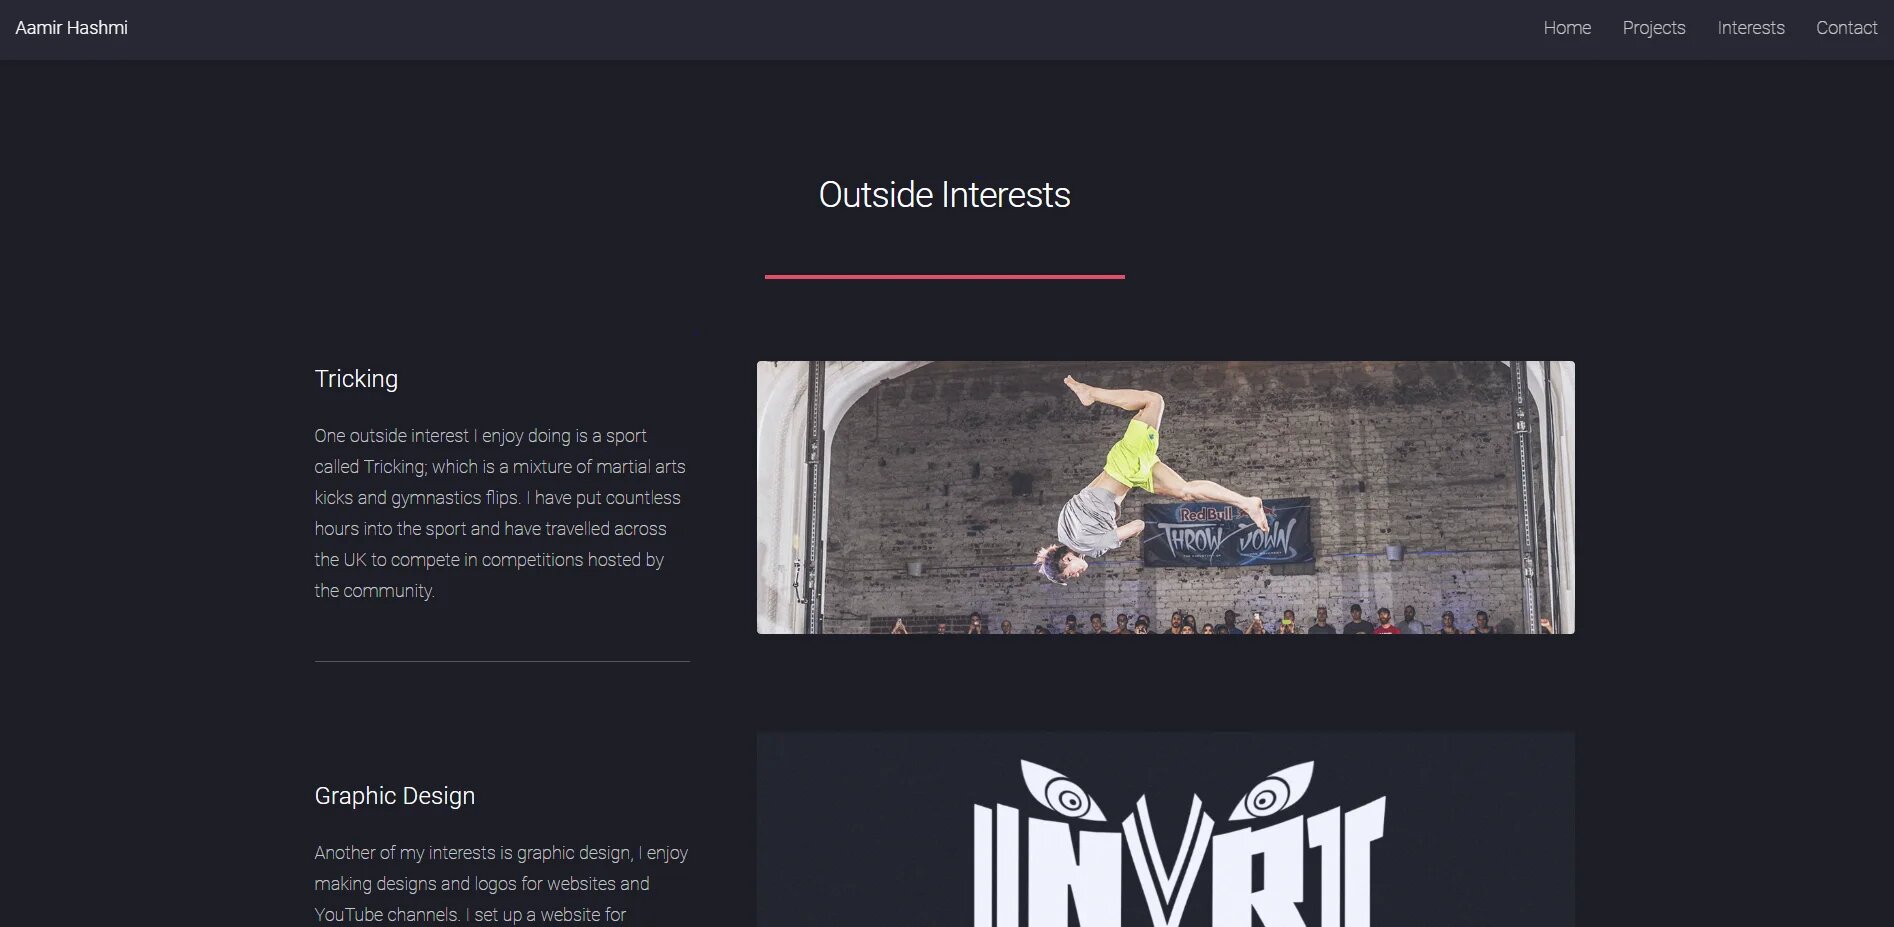 Aamir Hashmi
Home Projects Interests Contact
Outside Interests
Tricking
One outside interest I enjoy doing is a sport
called Tricking; which is a mixture of martial arts
kicks and gymnastics flips. I have put countless
hours into the sport and have travelled across
the UK to compete in competitions hosted by
the community.
Red Bull
THROW DOWN
Graphic Design
Another of my interests is graphic design, I enjoy
making designs and logos for websites and
YouTube channels. I set up a website for
INVRT